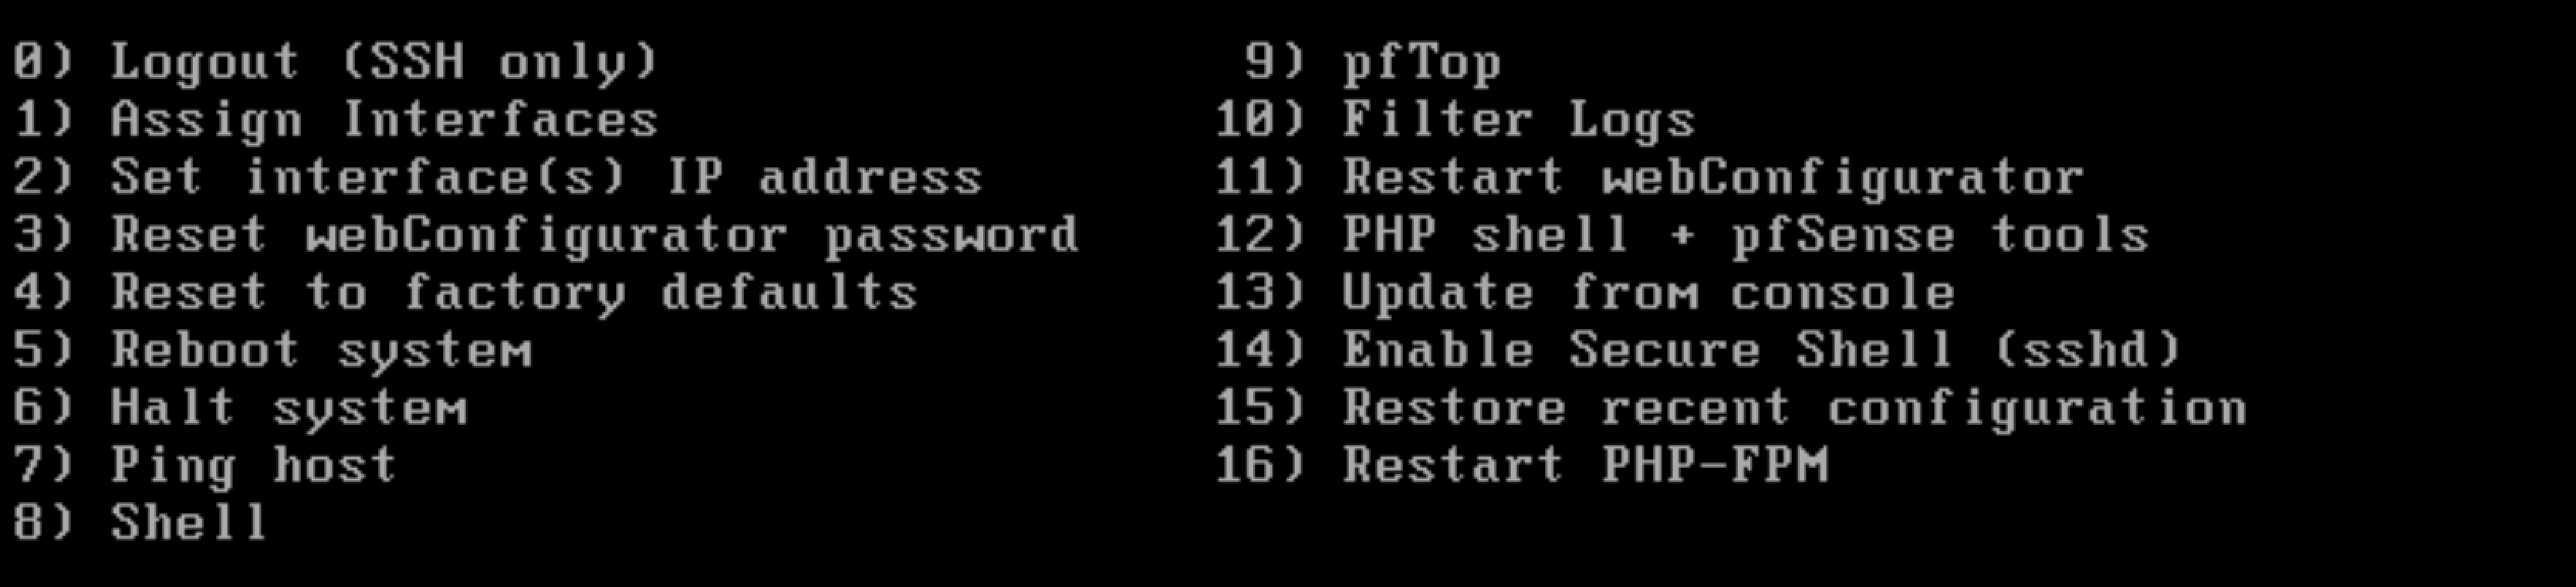 0) Logout (SSH only)                  9) pfTop
1) Assign Interfaces                 10) Filter Logs
2) Set interface(s) IP address       11) Restart webConfigurator
3) Reset webConfigurator password    12) PHP shell + pfSense tools
4) Reset to factory defaults         13) Update from console
5) Reboot system                     14) Enable Secure Shell (sshd)
6) Halt system                       15) Restore recent configuration
7) Ping host                         16) Restart PHP-FPM
8) Shell